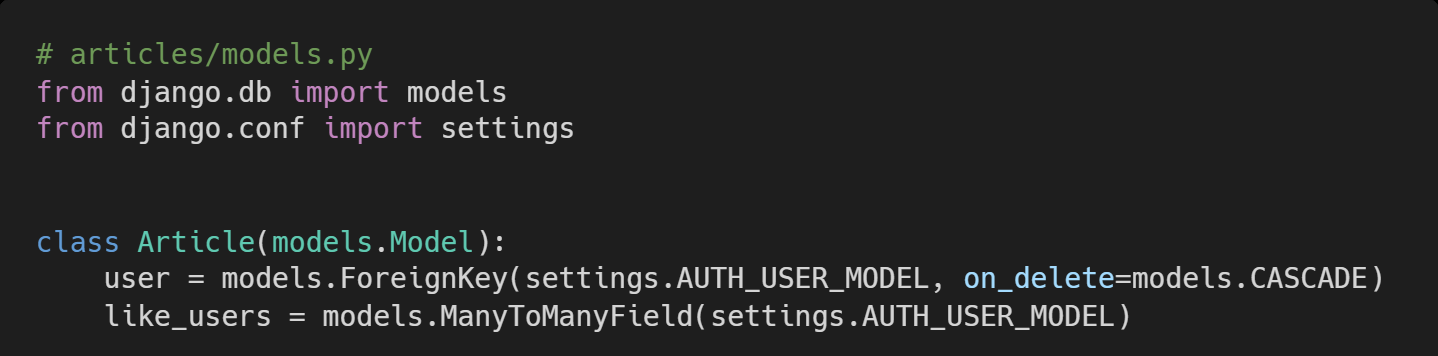 # articles/models.py
from django.db import models
from django.conf import settings
class Article(models.Model):
    user = models.ForeignKey(settings.AUTH_USER_MODEL, on_delete=models.CASCADE)
    like_users = models.ManyToManyField(settings.AUTH_USER_MODEL)